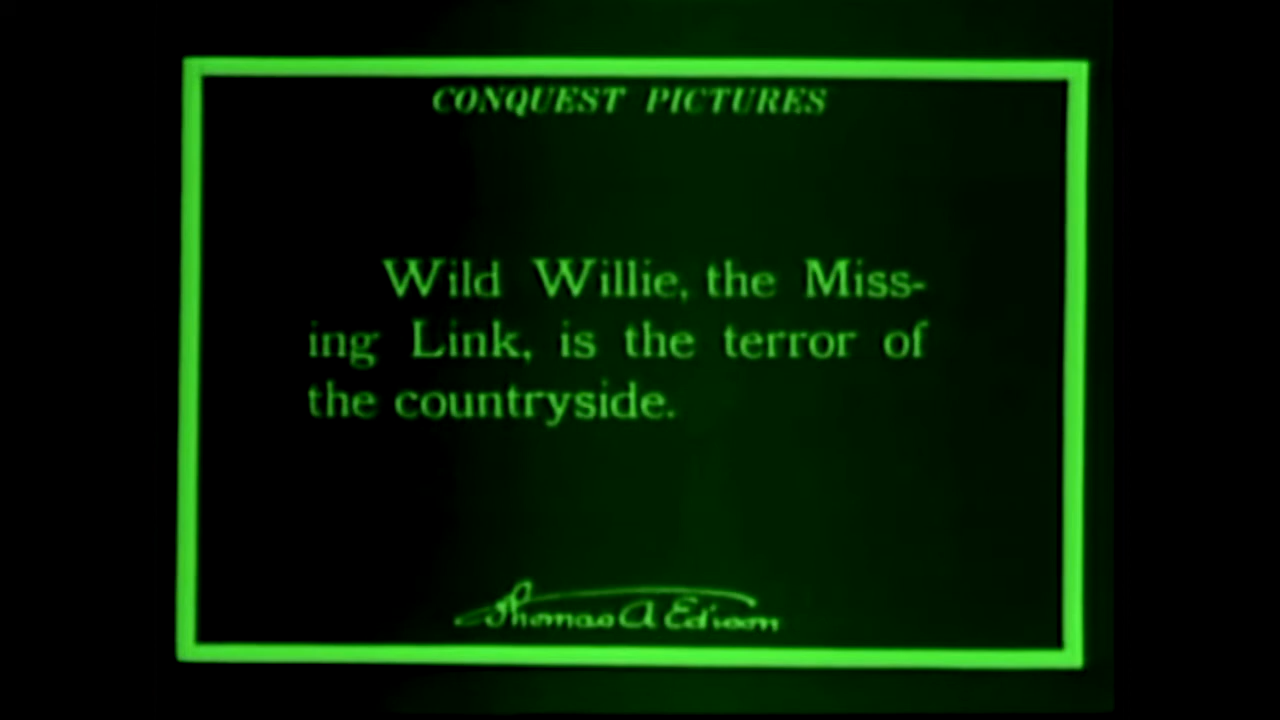 CONQUEST PICTURES
Wild Willie, the Miss-
ing Link, is the terror of
the countryside.
Thomas A Edison